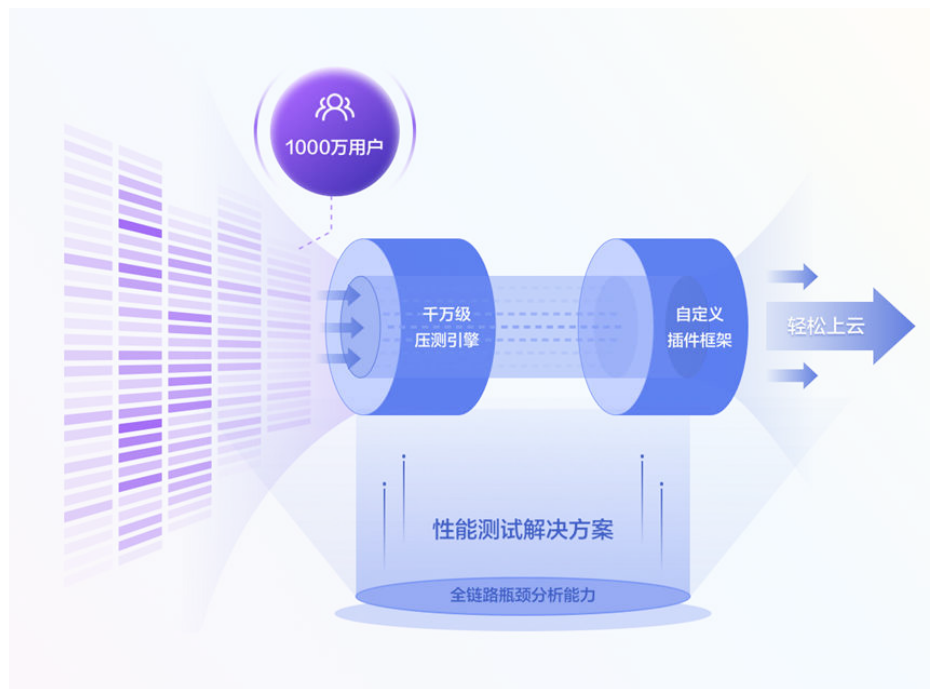 1000万用户
千万级
压测引擎
自定义
插件框架
轻松上云
性能测试解决方案
全链路瓶颈分析能力